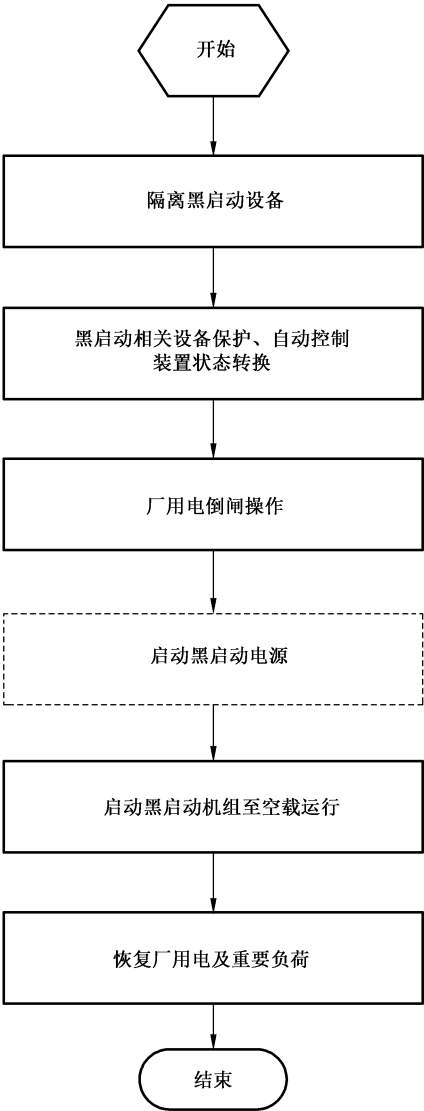 开始
隔离黑启动设备
黑启动相关设备保护、自动控制
装置状态转换
厂用电倒闸操作
启动黑启动电源
启动黑启动机组至空载运行
恢复厂用电及重要负荷
结束